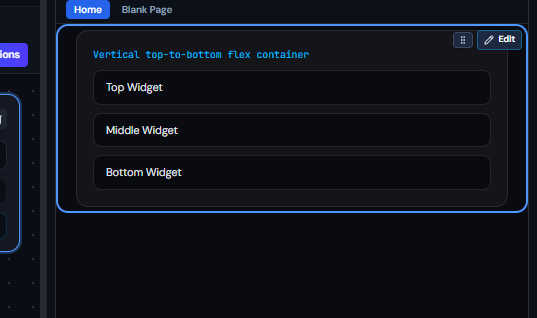 Home Blank Page
ions
Edit
Vertical top-to-bottom flex container
Top Widget
Middle Widget
Bottom Widget